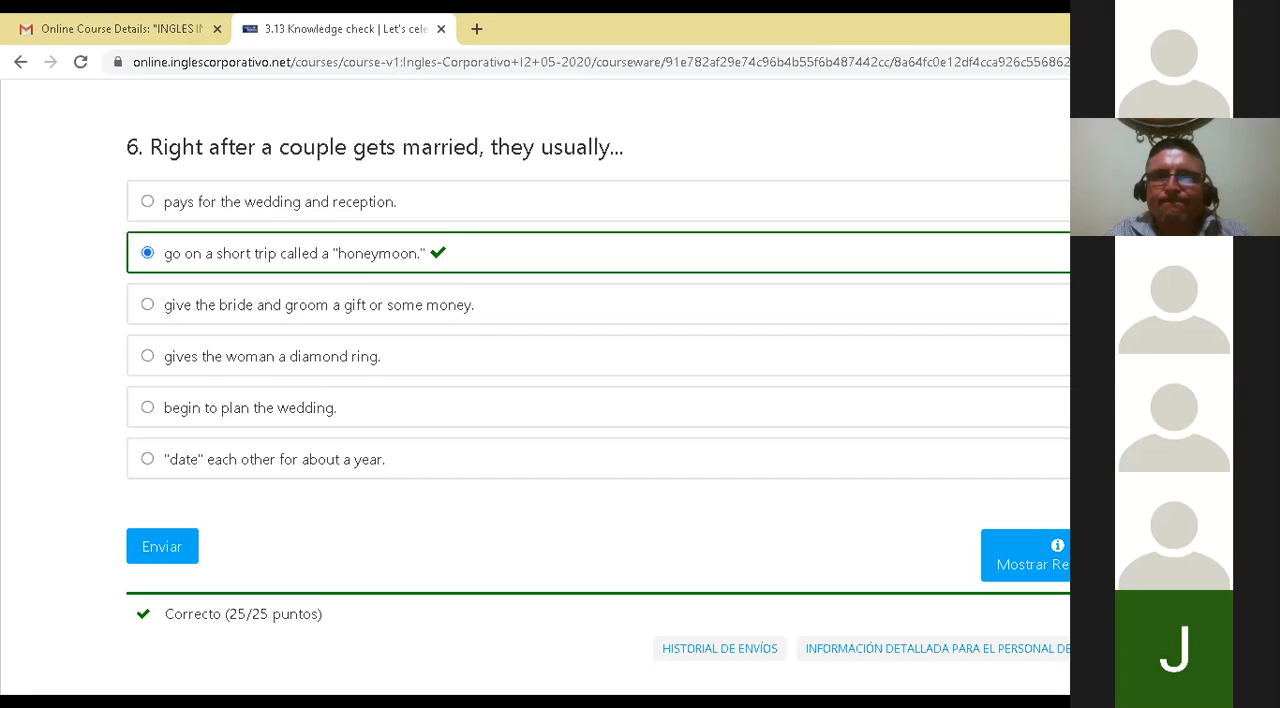 Online Course Details: "INGLES IN
3.13 Knowledge check | Let's cele
online.inglescorporativo.net/courses/course-v1:Ingles-Corporativo+I2+05-2020/courseware/91e782af29e74c96b4b55f6b487442cc/8a64fc0e12df4cca926c556862
6. Right after a couple gets married, they usually...
pays for the wedding and reception.
go on a short trip called a "honeymoon."
give the bride and groom a gift or some money.
gives the woman a diamond ring.
begin to plan the wedding.
"date" each other for about a year.
Enviar
Mostrar Re
Correcto (25/25 puntos)
HISTORIAL DE ENVÍOS
INFORMACIÓN DETALLADA PARA EL PERSONAL DE
J